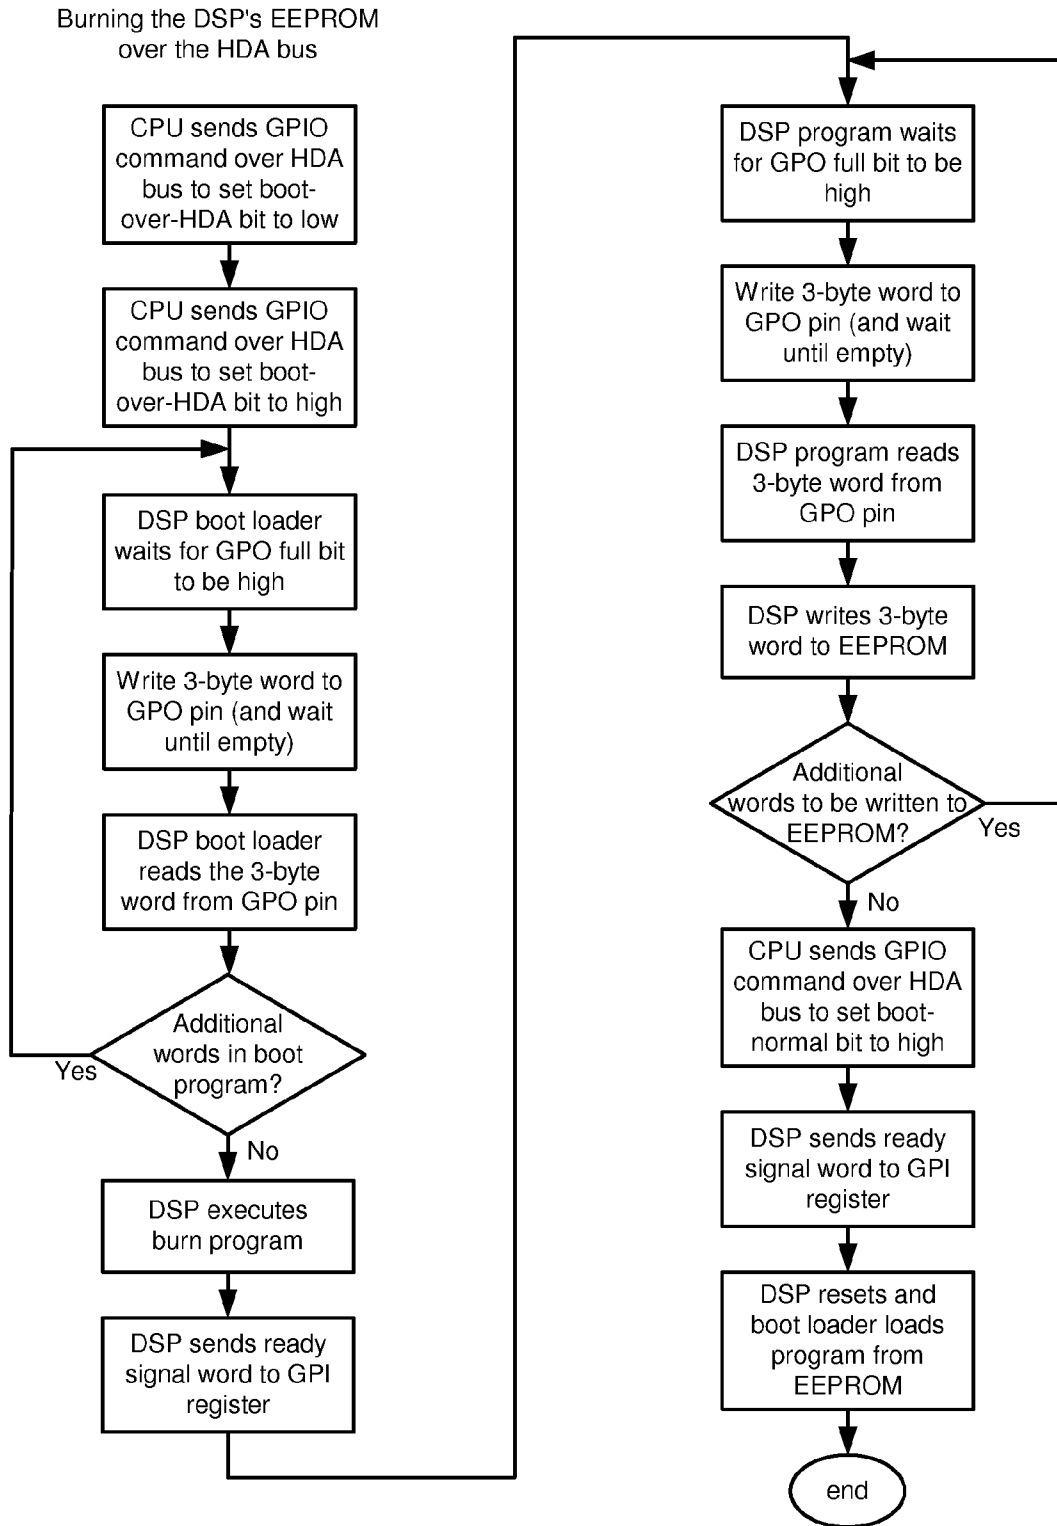 Burning the DSP's EEPROM
over the HDA bus
CPU sends GPIO
command over HDA
bus to set boot-
over-HDA bit to low
CPU sends GPIO
command over HDA
bus to set boot-
over-HDA bit to high
DSP boot loader
waits for GPO full bit
to be high
Write 3-byte word to
GPO pin (and wait
until empty)
DSP boot loader
reads the 3-byte
word from GPO pin
Additional
words in boot
program?
Yes
No
DSP executes
burn program
DSP sends ready
signal word to GPI
register
DSP program waits
for GPO full bit to be
high
Write 3-byte word to
GPO pin (and wait
until empty)
DSP program reads
3-byte word from
GPO pin
DSP writes 3-byte
word to EEPROM
Additional
words to be written to
EEPROM?
Yes
No
CPU sends GPIO
command over HDA
bus to set boot-
normal bit to high
DSP sends ready
signal word to GPI
register
DSP resets and
boot loader loads
program from
EEPROM
end